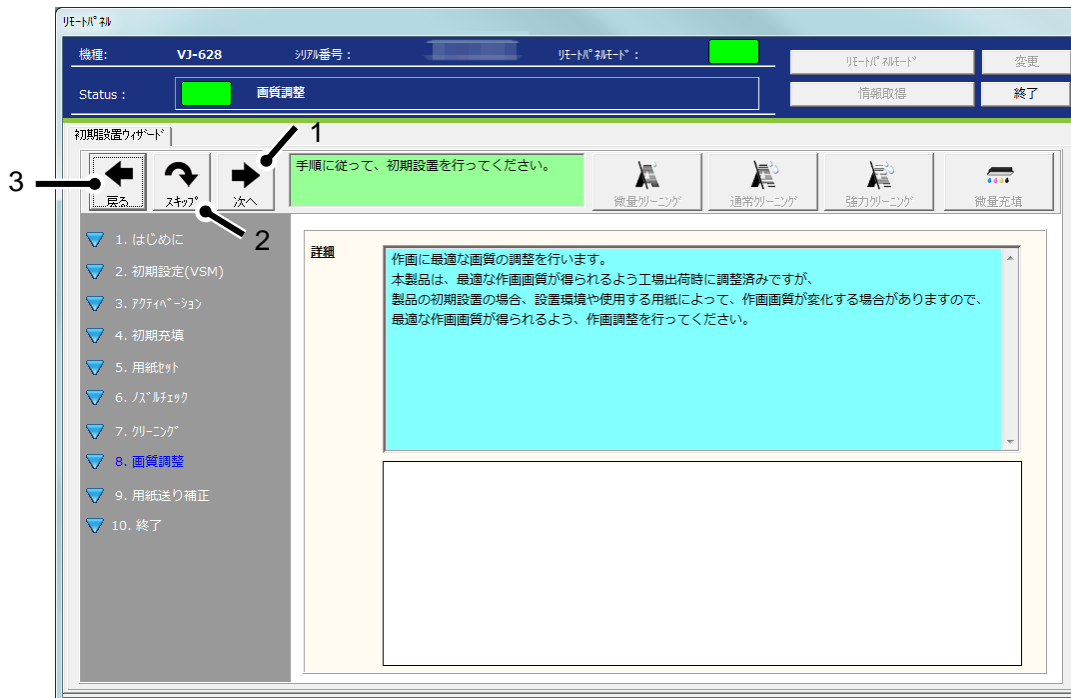 ﾘﾓｰﾄﾊﾟﾈﾙ
機種: VJ-628 ｼﾘｱﾙ番号： ﾘﾓｰﾄﾊﾟﾈﾙﾓｰﾄﾞ：
ﾘﾓｰﾄﾊﾟﾈﾙﾓｰﾄﾞ 変更
Status： 画質調整
情報取得 終了
初期設置ｳｨｻﾞｰﾄﾞ
1
2
3
戻る ｽｷｯﾌﾟ 次へ
手順に従って、初期設置を行ってください。
微量ｸﾘｰﾆﾝｸﾞ 通常ｸﾘｰﾆﾝｸﾞ 強力ｸﾘｰﾆﾝｸﾞ 微量充填
1. はじめに
2. 初期設定(VSM)
3. ｱｸﾃｨﾍﾞｰｼｮﾝ
4. 初期充填
5. 用紙ｾｯﾄ
6. ﾉｽﾞﾙﾁｪｯｸ
7. ｸﾘｰﾆﾝｸﾞ
8. 画質調整
9. 用紙送り補正
10. 終了
詳細
作画に最適な画質の調整を行います。
本製品は、最適な作画画質が得られるよう工場出荷時に調整済みですが、
製品の初期設置の場合、設置環境や使用する用紙によって、作画画質が変化する場合がありますので、
最適な作画画質が得られるよう、作画調整を行ってください。